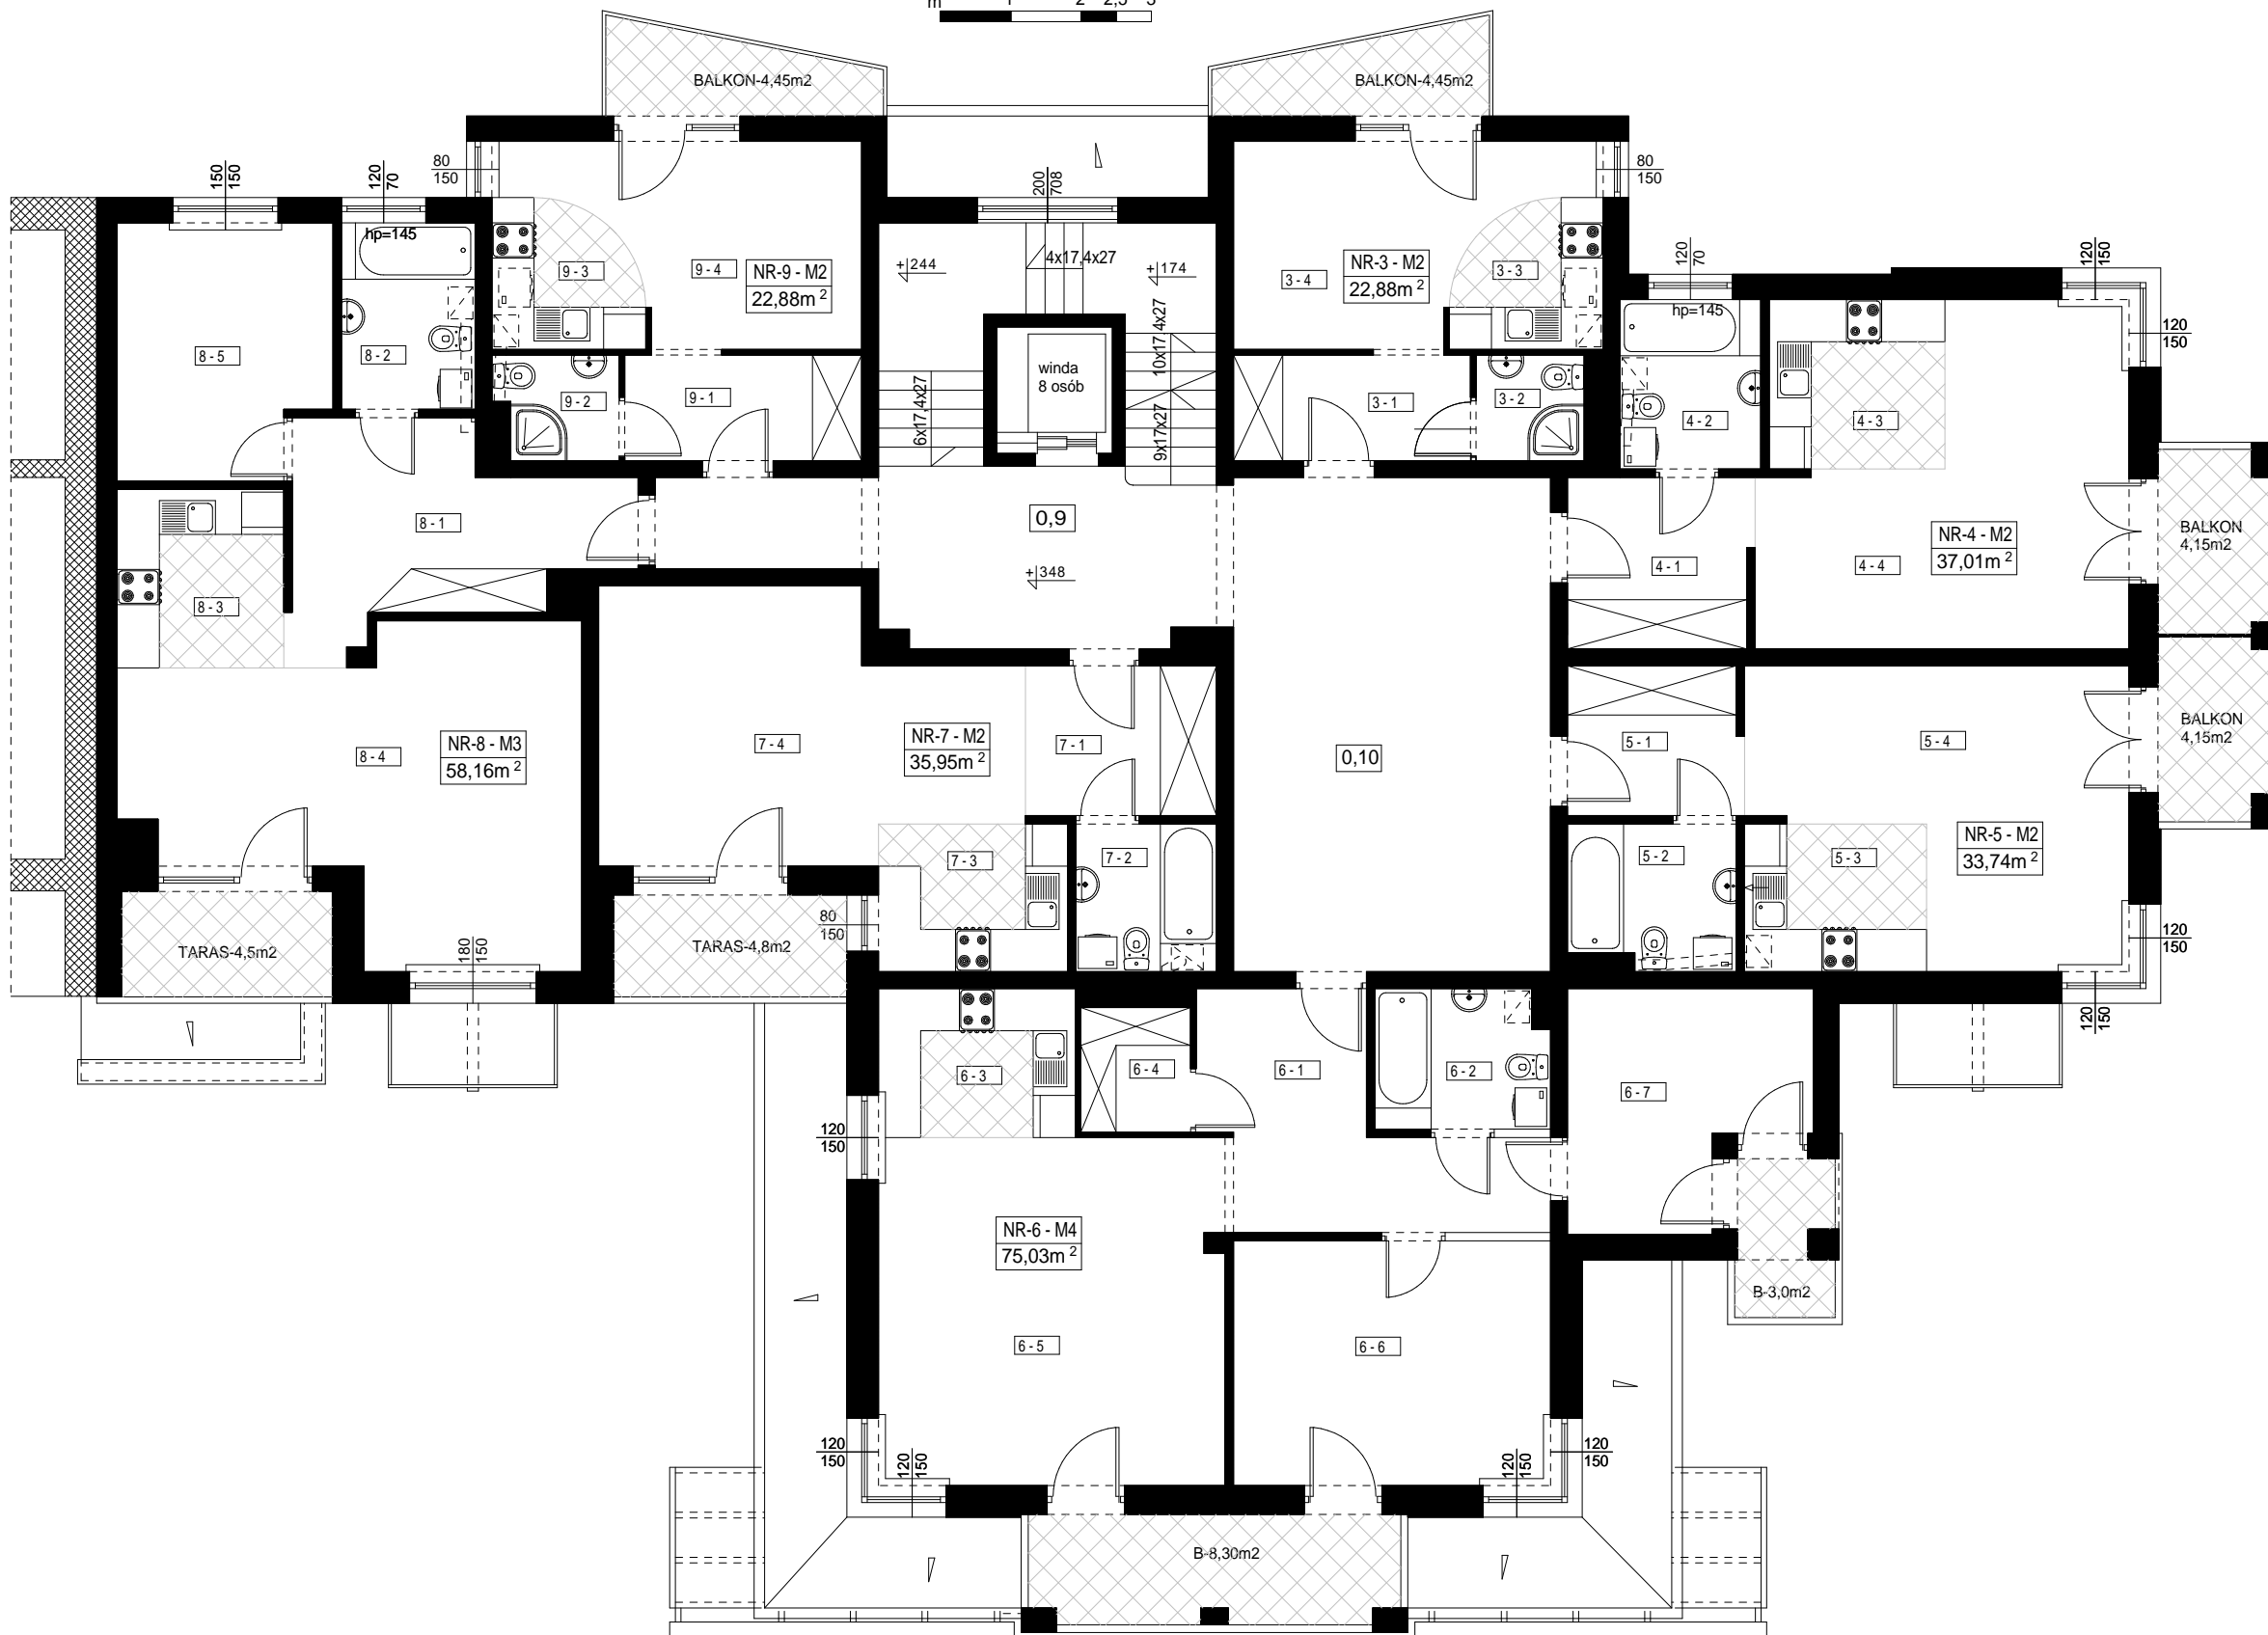 m 1 2 2,5 3
BALKON-4,45m2
BALKON-4,45m2
80
150
150
150
120
70
hp=145
200
708
80
150
NR-9 - M2
22,88m 2
9 - 3
9 - 4
+244
4x17,4x27
+174
NR-3 - M2
22,88m 2
3 - 4
3 - 3
120
70
hp=145
120
150
120
150
8 - 5
8 - 2
winda
8 osób
10x17,4x27
9x17x27
6x17,4x27
9 - 2
9 - 1
3 - 1
3 - 2
4 - 2
4 - 3
8 - 1
0,9
+348
NR-4 - M2
37,01m 2
4 - 1
4 - 4
BALKON
4,15m2
8 - 3
8 - 4
NR-8 - M3
58,16m 2
7 - 4
NR-7 - M2
35,95m 2
7 - 1
0,10
5 - 1
5 - 4
BALKON
4,15m2
NR-5 - M2
33,74m 2
7 - 3
7 - 2
5 - 2
5 - 3
TARAS-4,5m2
180
150
TARAS-4,8m2
80
150
120
150
120
150
6 - 3
6 - 4
6 - 1
6 - 2
6 - 7
120
150
NR-6 - M4
75,03m 2
B-3,0m2
6 - 5
6 - 6
120
150
120
150
120
150
120
150
B-8,30m2